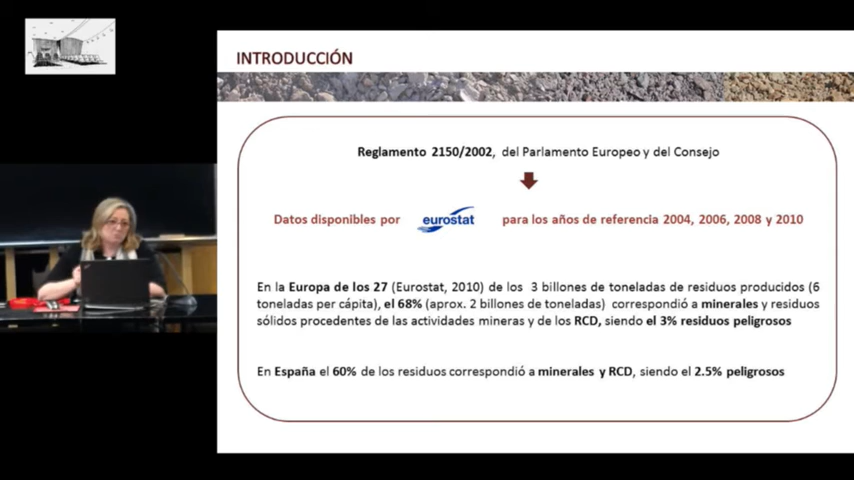 INTRODUCCIÓN
Reglamento 2150/2002, del Parlamento Europeo y del Consejo
Datos disponibles por eurostat para los años de referencia 2004, 2006, 2008 y 2010
En la Europa de los 27 (Eurostat, 2010) de los 3 billones de toneladas de residuos producidos (6
toneladas per cápita), el 68% (aprox. 2 billones de toneladas) correspondió a minerales y residuos
sólidos procedentes de las actividades mineras y de los RCD, siendo el 3% residuos peligrosos
En España el 60% de los residuos correspondió a minerales y RCD, siendo el 2.5% peligrosos